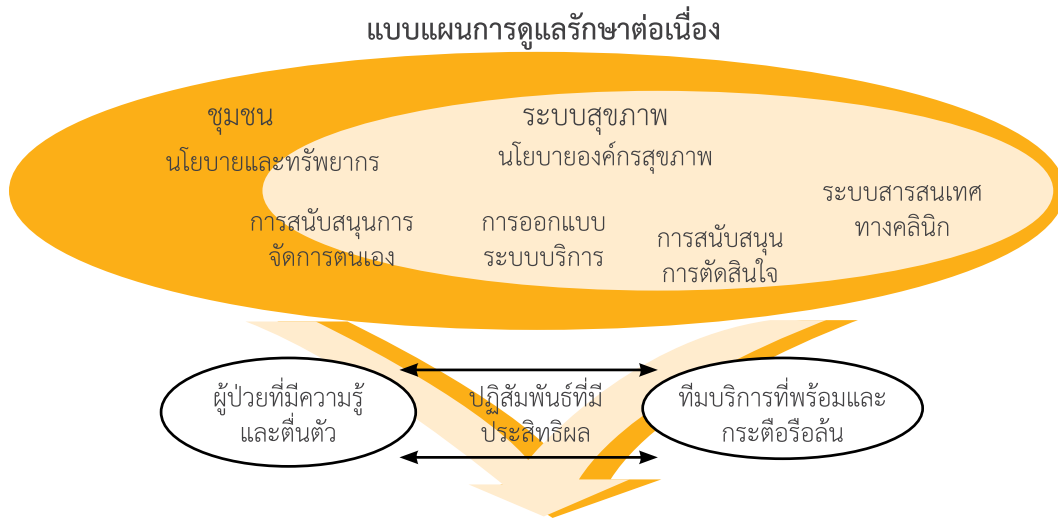 แบบแผนการดูแลรักษาต่อเนื่อง
ชุมชน
นโยบายและทรัพยากร
ระบบสุขภาพ
นโยบายองค์กรสุขภาพ
การสนับสนุนการ
จัดการตนเอง
การออกแบบ
ระบบบริการ
การสนับสนุน
การตัดสินใจ
ระบบสารสนเทศ
ทางคลินิก
ผู้ป่วยที่มีความรู้
และตื่นตัว
ปฏิสัมพันธ์ที่มี
ประสิทธิผล
ทีมบริการที่พร้อมและ
กระตือรือล้น